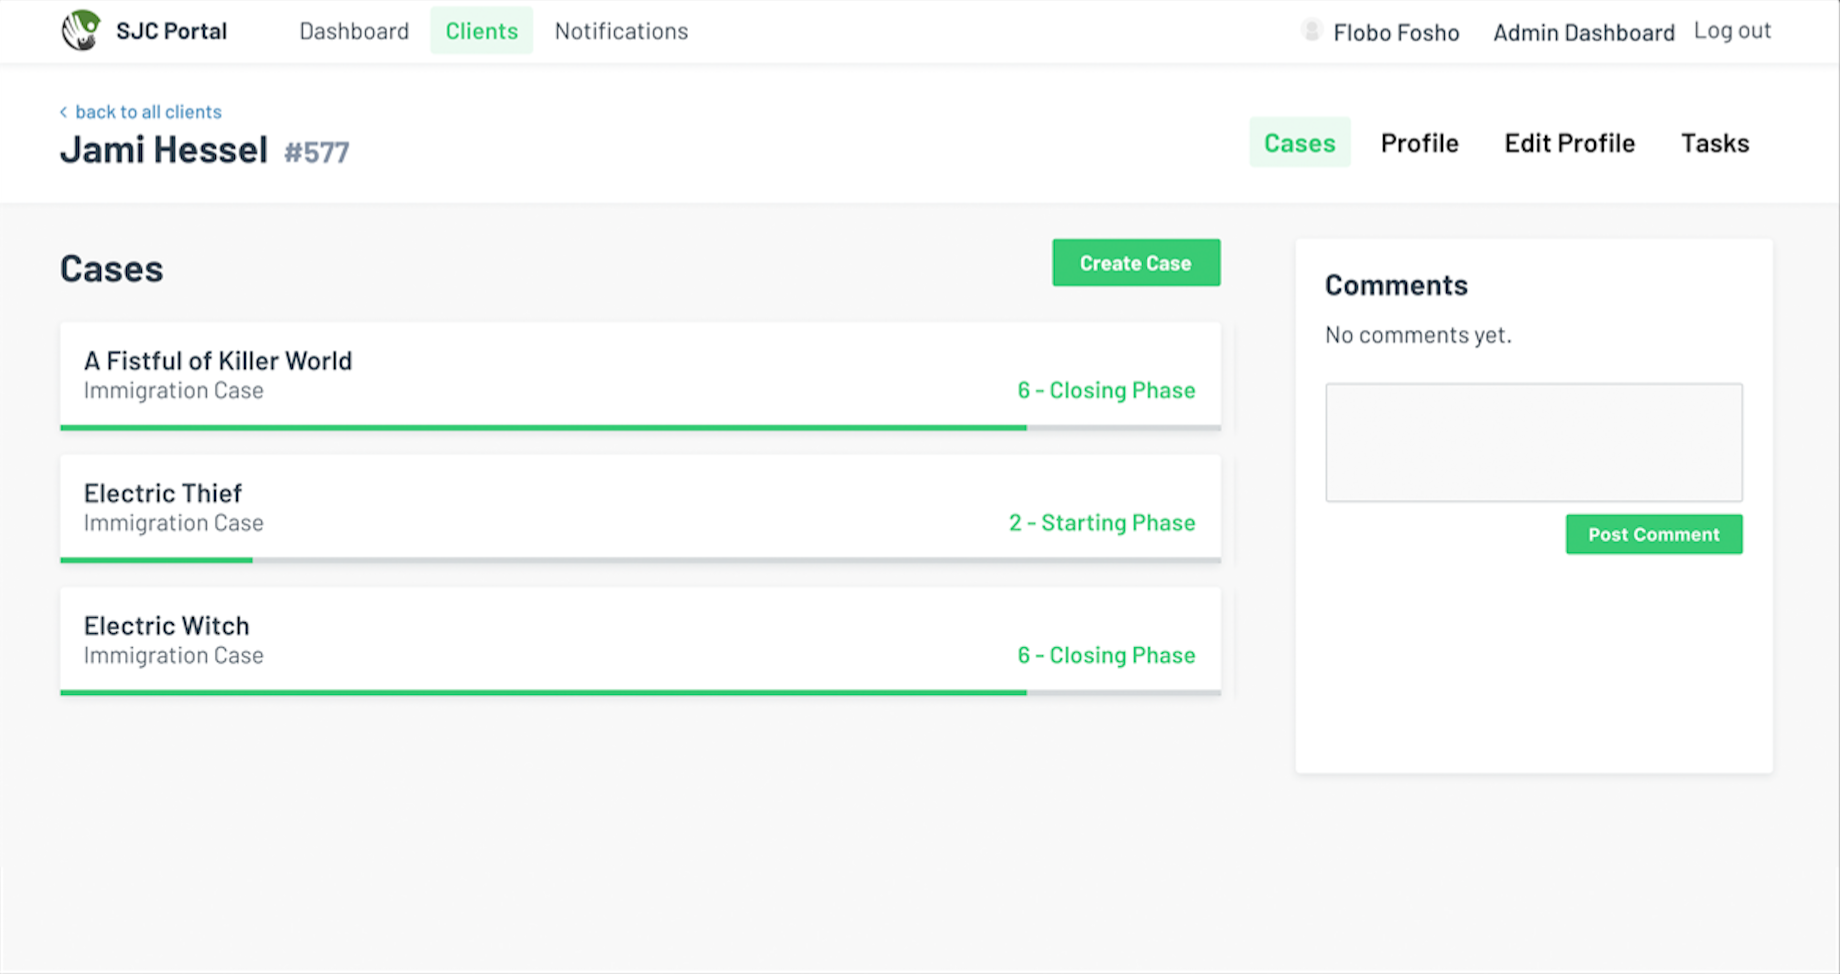 SJC Portal Dashboard Clients Notifications Flobo Fosho Admin Dashboard Log out
< back to all clients
Jami Hessel #577
Cases Profile Edit Profile Tasks
Cases
Create Case
A Fistful of Killer World
Immigration Case
6 - Closing Phase
Electric Thief
Immigration Case
2 - Starting Phase
Electric Witch
Immigration Case
6 - Closing Phase
Comments
No comments yet.
Post Comment